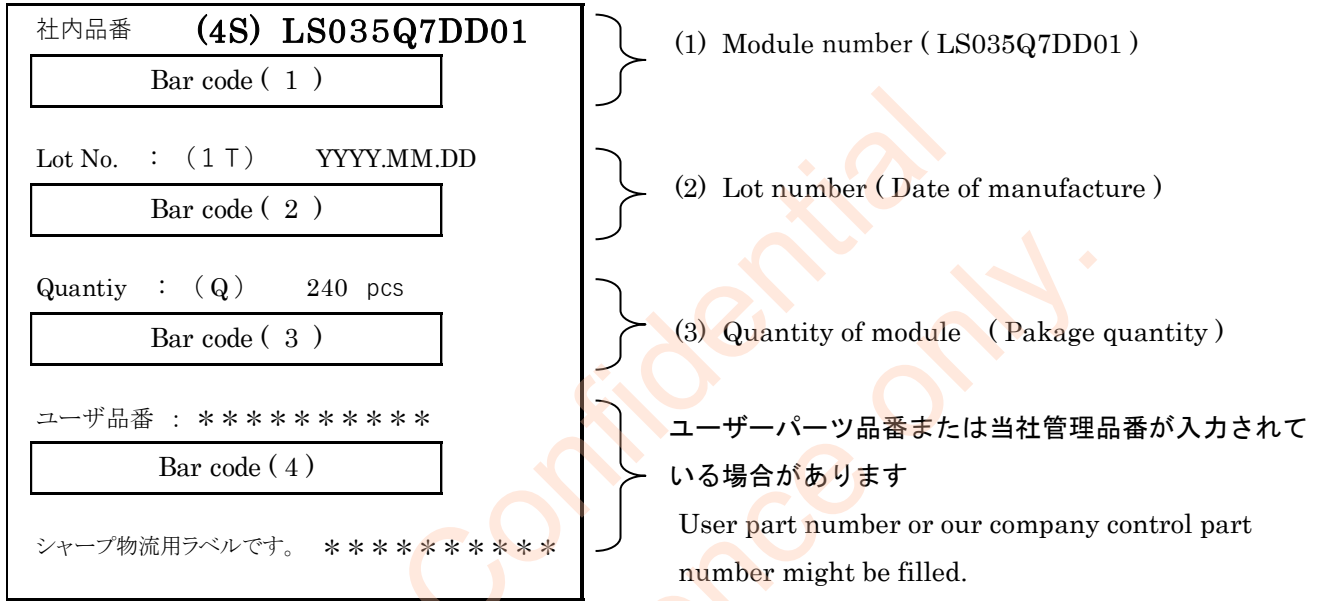 社内品番 (4S) LS035Q7DD01
Bar code ( 1 )
(1) Module number ( LS035Q7DD01 )
Lot No. : (1T) YYYY.MM.DD
Bar code ( 2 )
(2) Lot number ( Date of manufacture )
Quantiy : (Q) 240 pcs
Bar code ( 3 )
(3) Quantity of module ( Pakage quantity )
ユーザ品番 : **********
Bar code ( 4 )
シャープ物流用ラベルです。 **********
ユーザーパーツ品番または当社管理品番が入力されて
いる場合があります
User part number or our company control part
number might be filled.
Confidential
only.